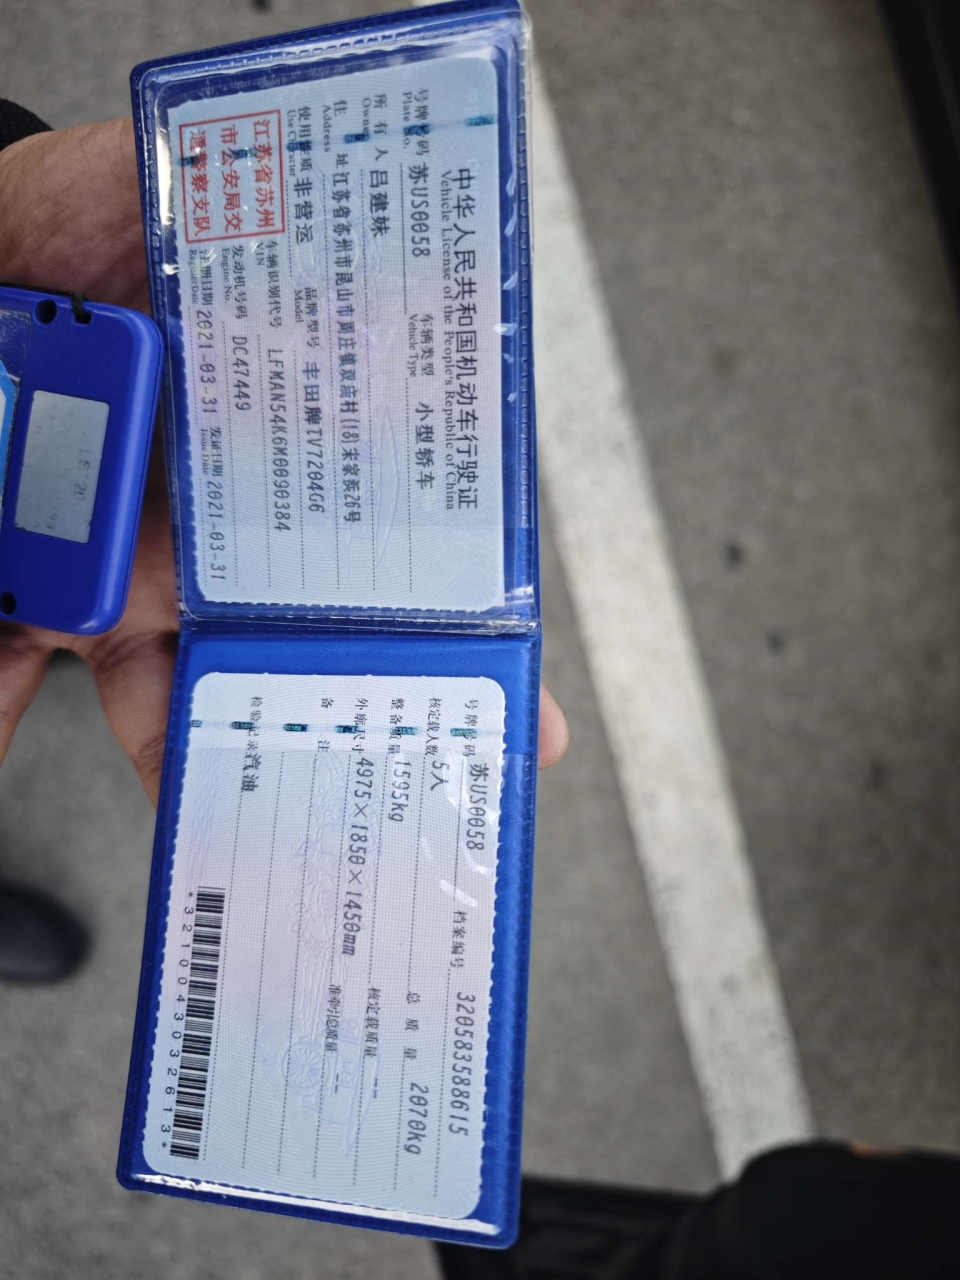 中华人民共和国机动车行驶证
Vehicle License of the People's Republic of China
号牌号码 苏US0058 车辆类型 小型轿车
Plate No. Vehicle Type
所有人 吕建妹
Owner
住址 江苏省苏州市昆山市周庄镇双庙村(18)宋家浜26号
Address
使用性质 非营运 品牌型号 丰田牌TV7204G6
Use Character Model
江苏省苏州
市公安局交
通警察支队
车辆识别代号 LFMAN54K6M0090384
VIN
发动机号码 DC47449
Engine No.
注册日期 2021-03-31 发证日期 2021-03-31
Register Date Issue Date
号牌号码 苏US0058 档案编号 320583588615
核定载人数 5人 总质量 2070kg
整备质量 1595kg 核定载质量 --
外廓尺寸 4975×1850×1450mm 准牵引总质量 --
备注
检验记录 汽油
*3210043032613*